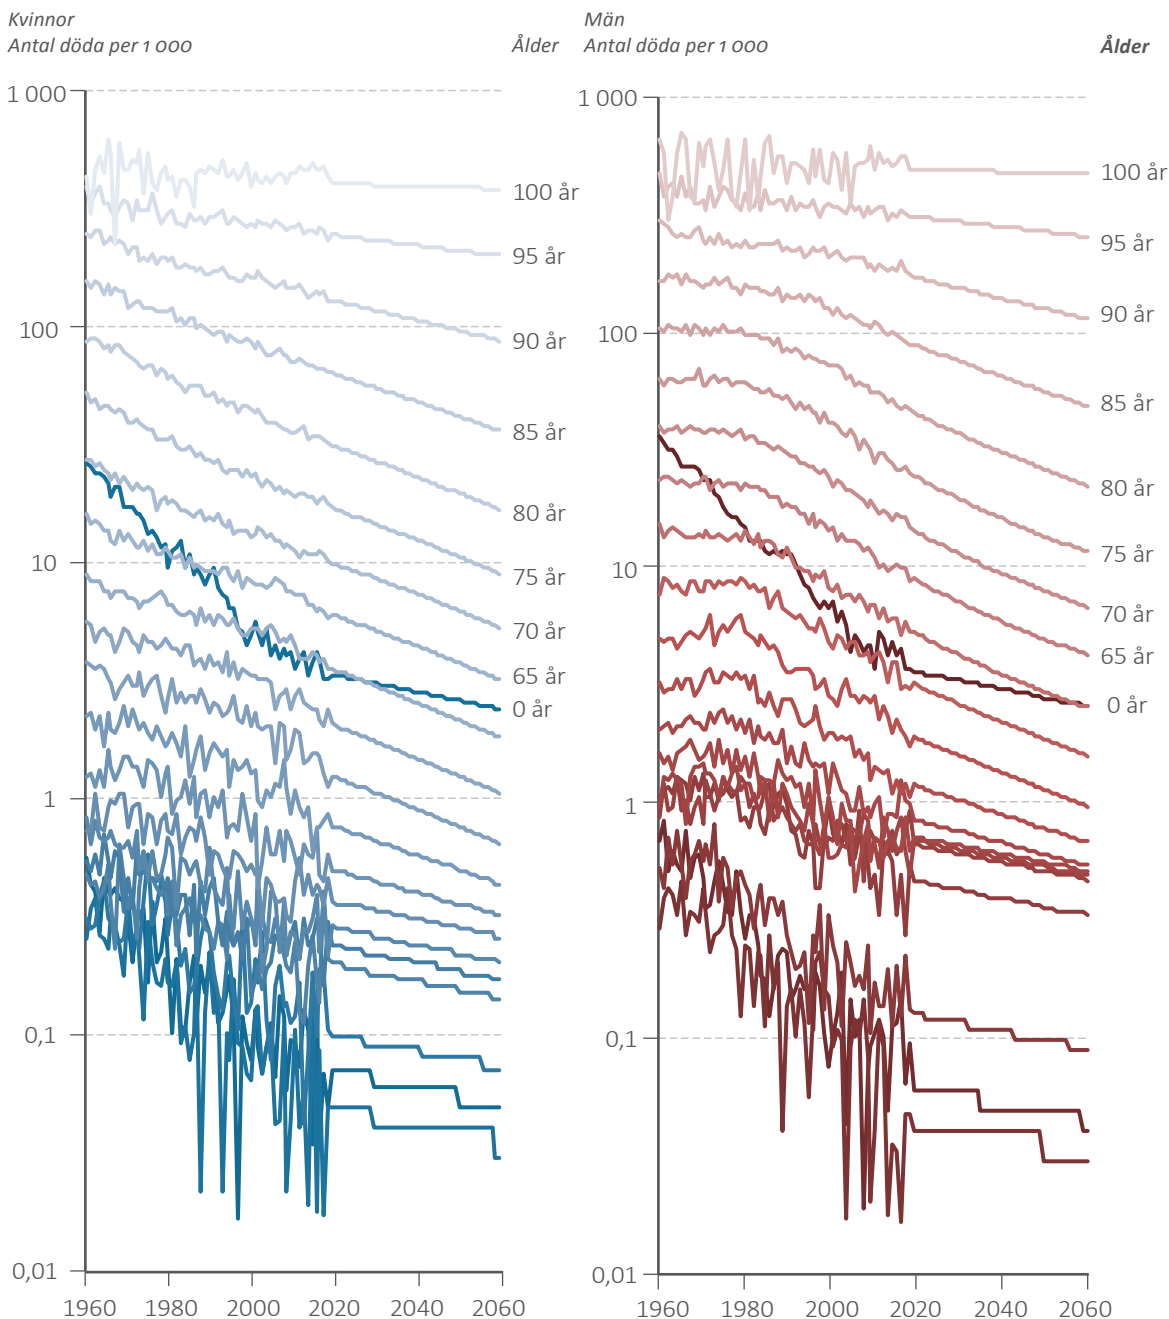 Kvinnor
Antal döda per 1 000
Ålder
1 000
100
10
1
0,1
0,01
100 år
95 år
90 år
85 år
80 år
75 år
70 år
65 år
0 år
1960 1980 2000 2020 2040 2060
Män
Antal döda per 1 000
Ålder
1 000
100
10
1
0,1
0,01
100 år
95 år
90 år
85 år
80 år
75 år
70 år
65 år
0 år
1960 1980 2000 2020 2040 2060